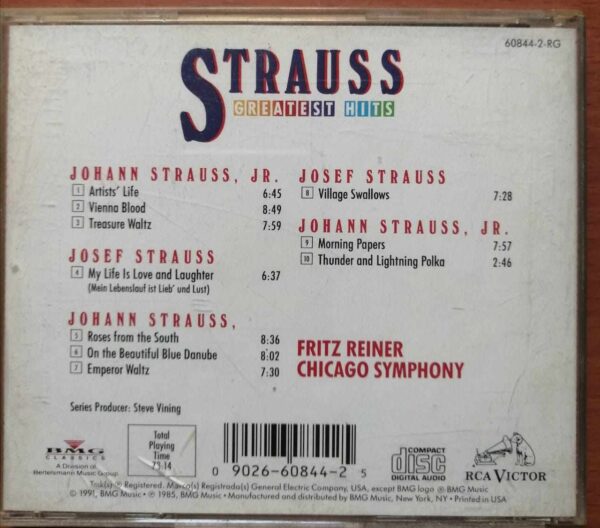 60844-2-RG
STRAUSS
GREATEST HITS
JOHANN STRAUSS, JR.
1 Artists' Life 6:45
2 Vienna Blood 8:49
3 Treasure Waltz 7:59
JOSEF STRAUSS
4 My Life Is Love and Laughter 6:37
(Mein Lebenslauf ist Lieb' und Lust)
JOHANN STRAUSS,
5 Roses from the South 8:36
6 On the Beautiful Blue Danube 8:02
7 Emperor Waltz 7:30
JOSEF STRAUSS
8 Village Swallows 7:28
JOHANN STRAUSS, JR.
9 Morning Papers 7:57
10 Thunder and Lightning Polka 2:46
FRITZ REINER
CHICAGO SYMPHONY
Series Producer: Steve Vining
BMG
CLASSICS
A Division of
Bertelsmann Music Group
Total
Playing
Time
14
0 09026-60844-2 5
COMPACT
disc
DIGITAL AUDIO
RCA VICTOR
Tmk(s) ® Registered. Marca(s) Registrada(s) General Electric Company, USA, except BMG logo ® BMG Music
© 1991, BMG Music • ℗ 1985, BMG Music • Manufactured and distributed by BMG Music, New York, NY • Printed in USA